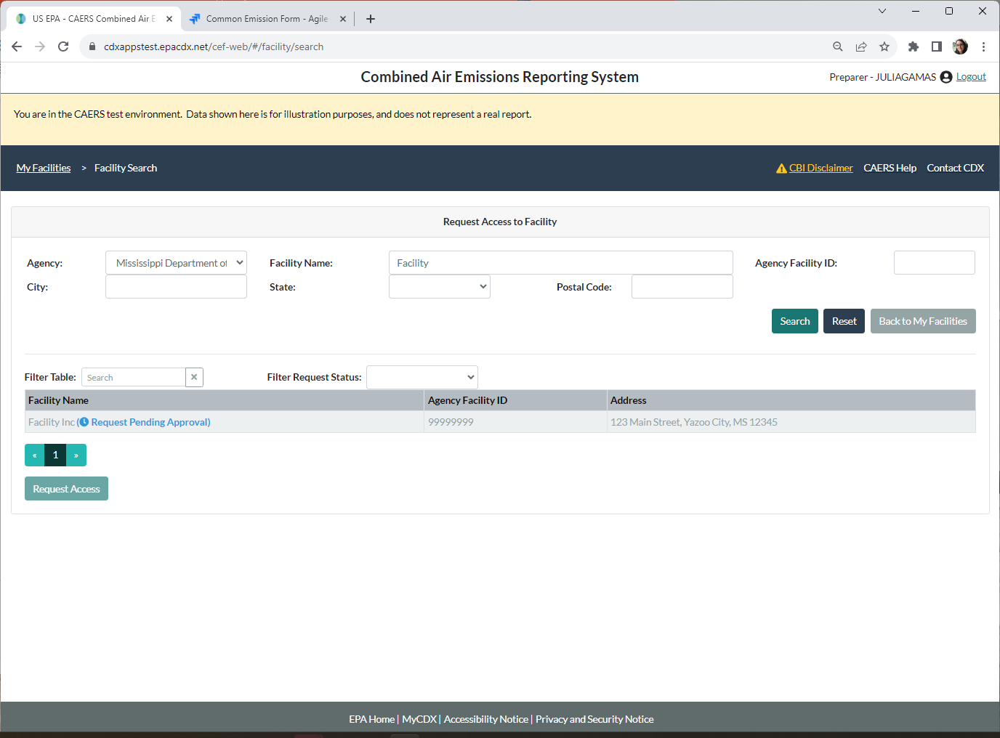 US EPA - CAERS Combined Air E
Common Emission Form - Agile
cdxappstest.epacdx.net/cef-web/#/facility/search
Combined Air Emissions Reporting System
Preparer - JULIAGAMAS Logout
You are in the CAERS test environment. Data shown here is for illustration purposes, and does not represent a real report.
My Facilities > Facility Search
CBI Disclaimer CAERS Help Contact CDX
Request Access to Facility
Agency: Mississippi Department of Facility Name: Facility Agency Facility ID:
City: State: Postal Code:
Search Reset Back to My Facilities
Filter Table: Search × Filter Request Status:
Facility Name Agency Facility ID Address
Facility Inc (Request Pending Approval) 99999999 123 Main Street, Yazoo City, MS 12345
« 1 »
Request Access
EPA Home | MyCDX | Accessibility Notice | Privacy and Security Notice